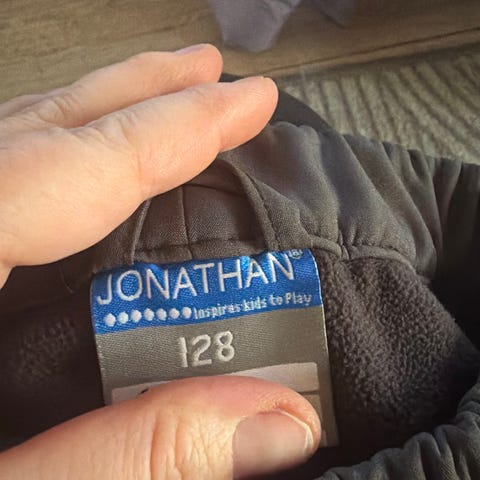 JONATHAN®
Inspires kids to Play
128